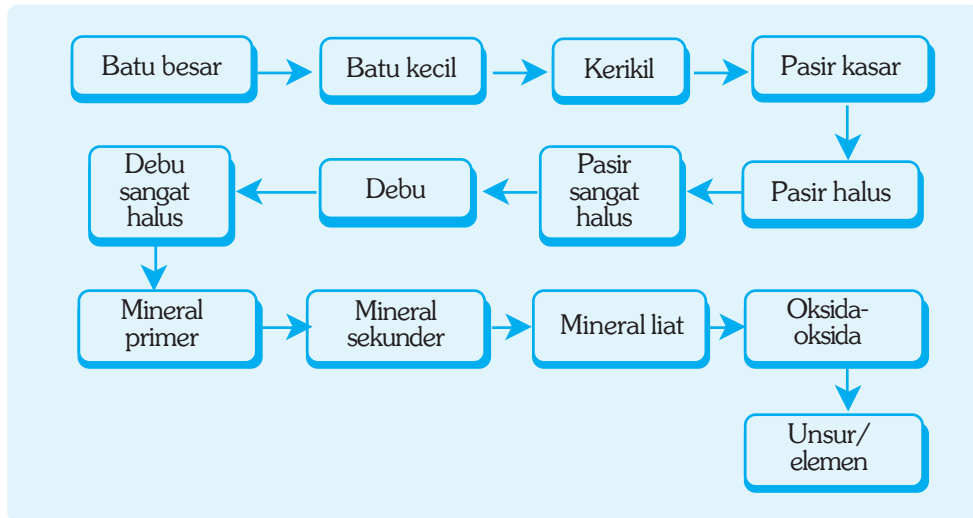 Batu besar
Batu kecil
Kerikil
Pasir kasar
Pasir halus
Pasir
sangat
halus
Debu
Debu
sangat
halus
Mineral
primer
Mineral
sekunder
Mineral liat
Oksida-
oksida
Unsur/
elemen